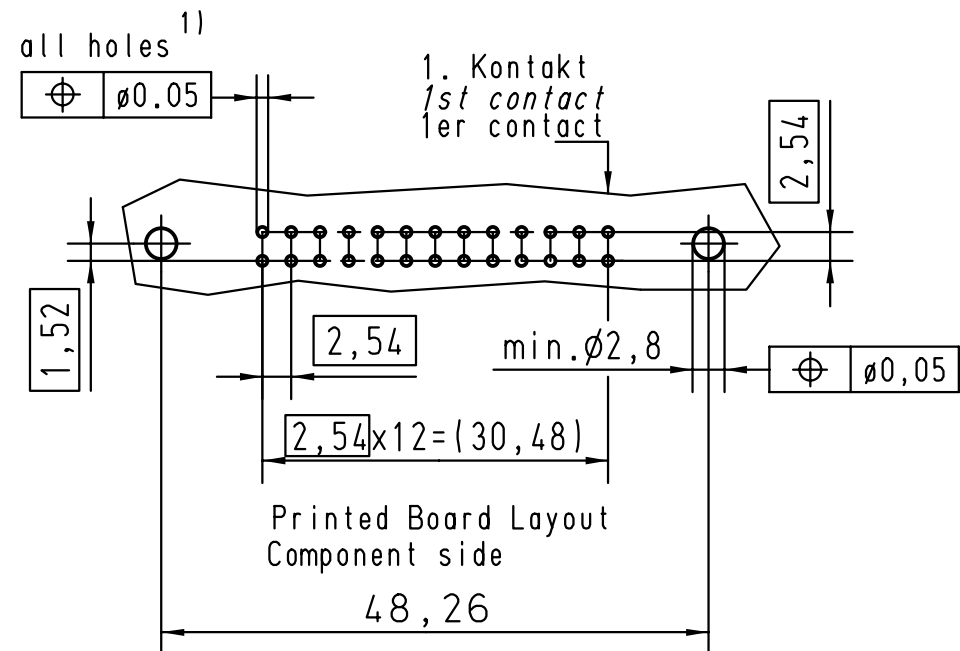 all holes 1)
⌖ ø0.05
1. Kontakt
1st contact
1er contact
2,54
1,52
2,54
min.Ø2,8
⌖ ø0,05
2,54x12=(30,48)
Printed Board Layout
Component side
48,26